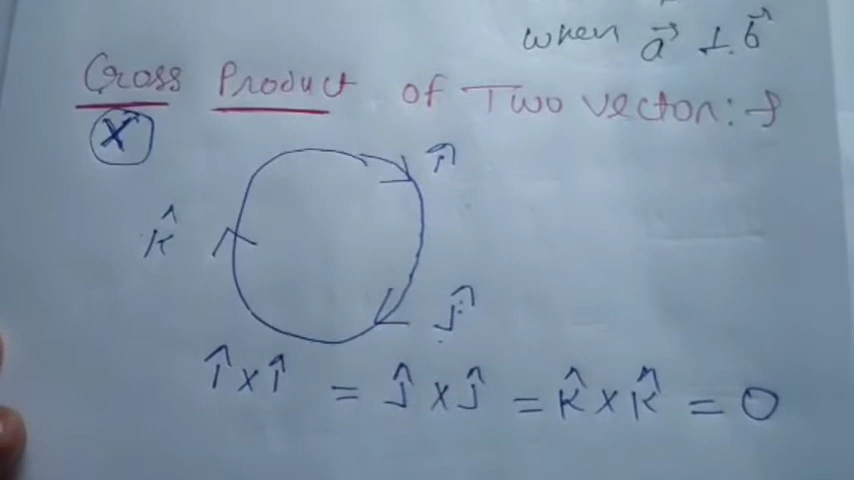 when a⃗ ⊥ b⃗
Cross Product of Two vector :-
X
î
k̂
ĵ
î × î = ĵ × ĵ = k̂ × k̂ = 0